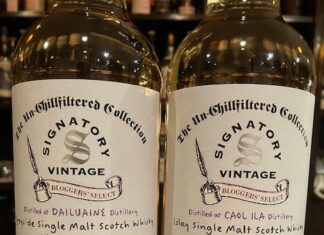 The Un-Chillfiltered Collection
SIGNATORY
S
VINTAGE
BLOGGERS' SELECT
Distilled at DAILUAINE Distillery
Speyside Single Malt Scotch Whisky
The Un-Chillfiltered Collection
SIGNATORY
S
VINTAGE
BLOGGERS' SELECT
Distilled at CAOL ILA Distillery
Islay Single Malt Scotch Whisky